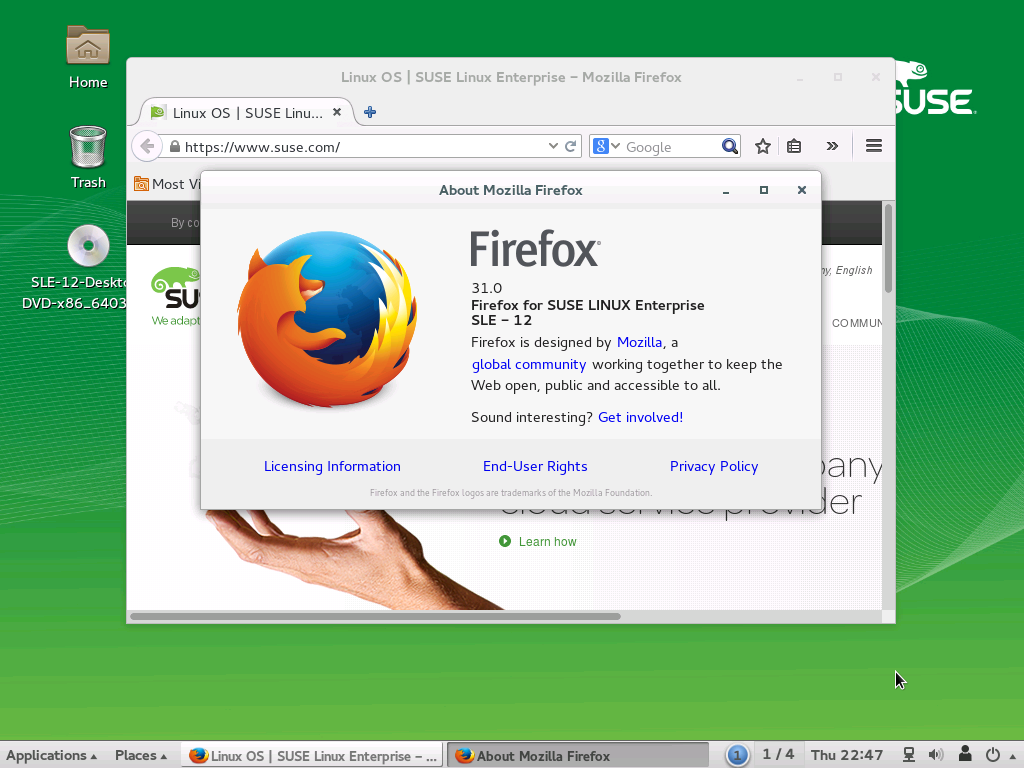 Home
Trash
SLE-12-Deskto
DVD-x86_6403
SUSE
Linux OS | SUSE Linux Enterprise – Mozilla Firefox
Linux OS | SUSE Linu...
https://www.suse.com/
Google
Most Vi
By co
ny, English
SU
We adapt
COMMUN
About Mozilla Firefox
Firefox
31.0
Firefox for SUSE LINUX Enterprise
SLE – 12
Firefox is designed by Mozilla, a
global community working together to keep the
Web open, public and accessible to all.
Sound interesting? Get involved!
Licensing Information End-User Rights Privacy Policy
Firefox and the Firefox logos are trademarks of the Mozilla Foundation.
pany
cloud service provider
Learn how
Applications Places Linux OS | SUSE Linux Enterprise – ... About Mozilla Firefox 1 1 / 4 Thu 22:47